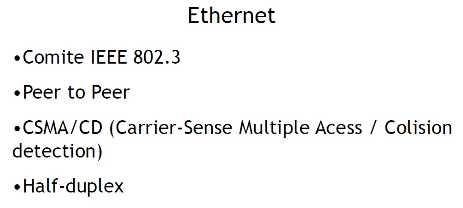 Ethernet
•Comite IEEE 802.3
•Peer to Peer
•CSMA/CD (Carrier-Sense Multiple Acess / Colision
detection)
•Half-duplex